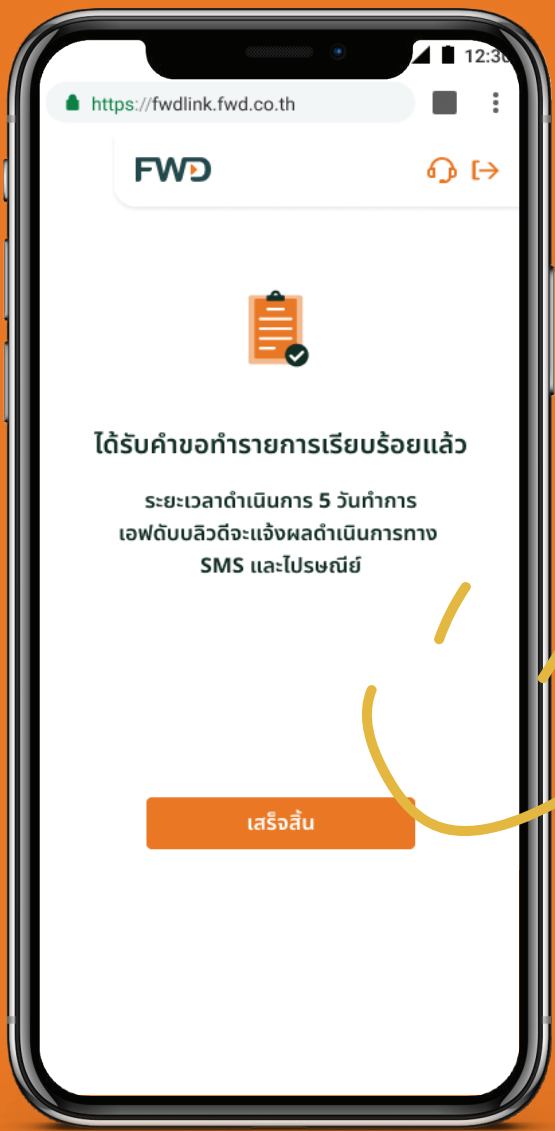 12:30
https://fwdlink.fwd.co.th
FWD
ได้รับคำขอทำรายการเรียบร้อยแล้ว
ระยะเวลาดำเนินการ 5 วันทำการ
เอฟดับบลิวดีจะแจ้งผลดำเนินการทาง
SMS และไปรษณีย์
เสร็จสิ้น